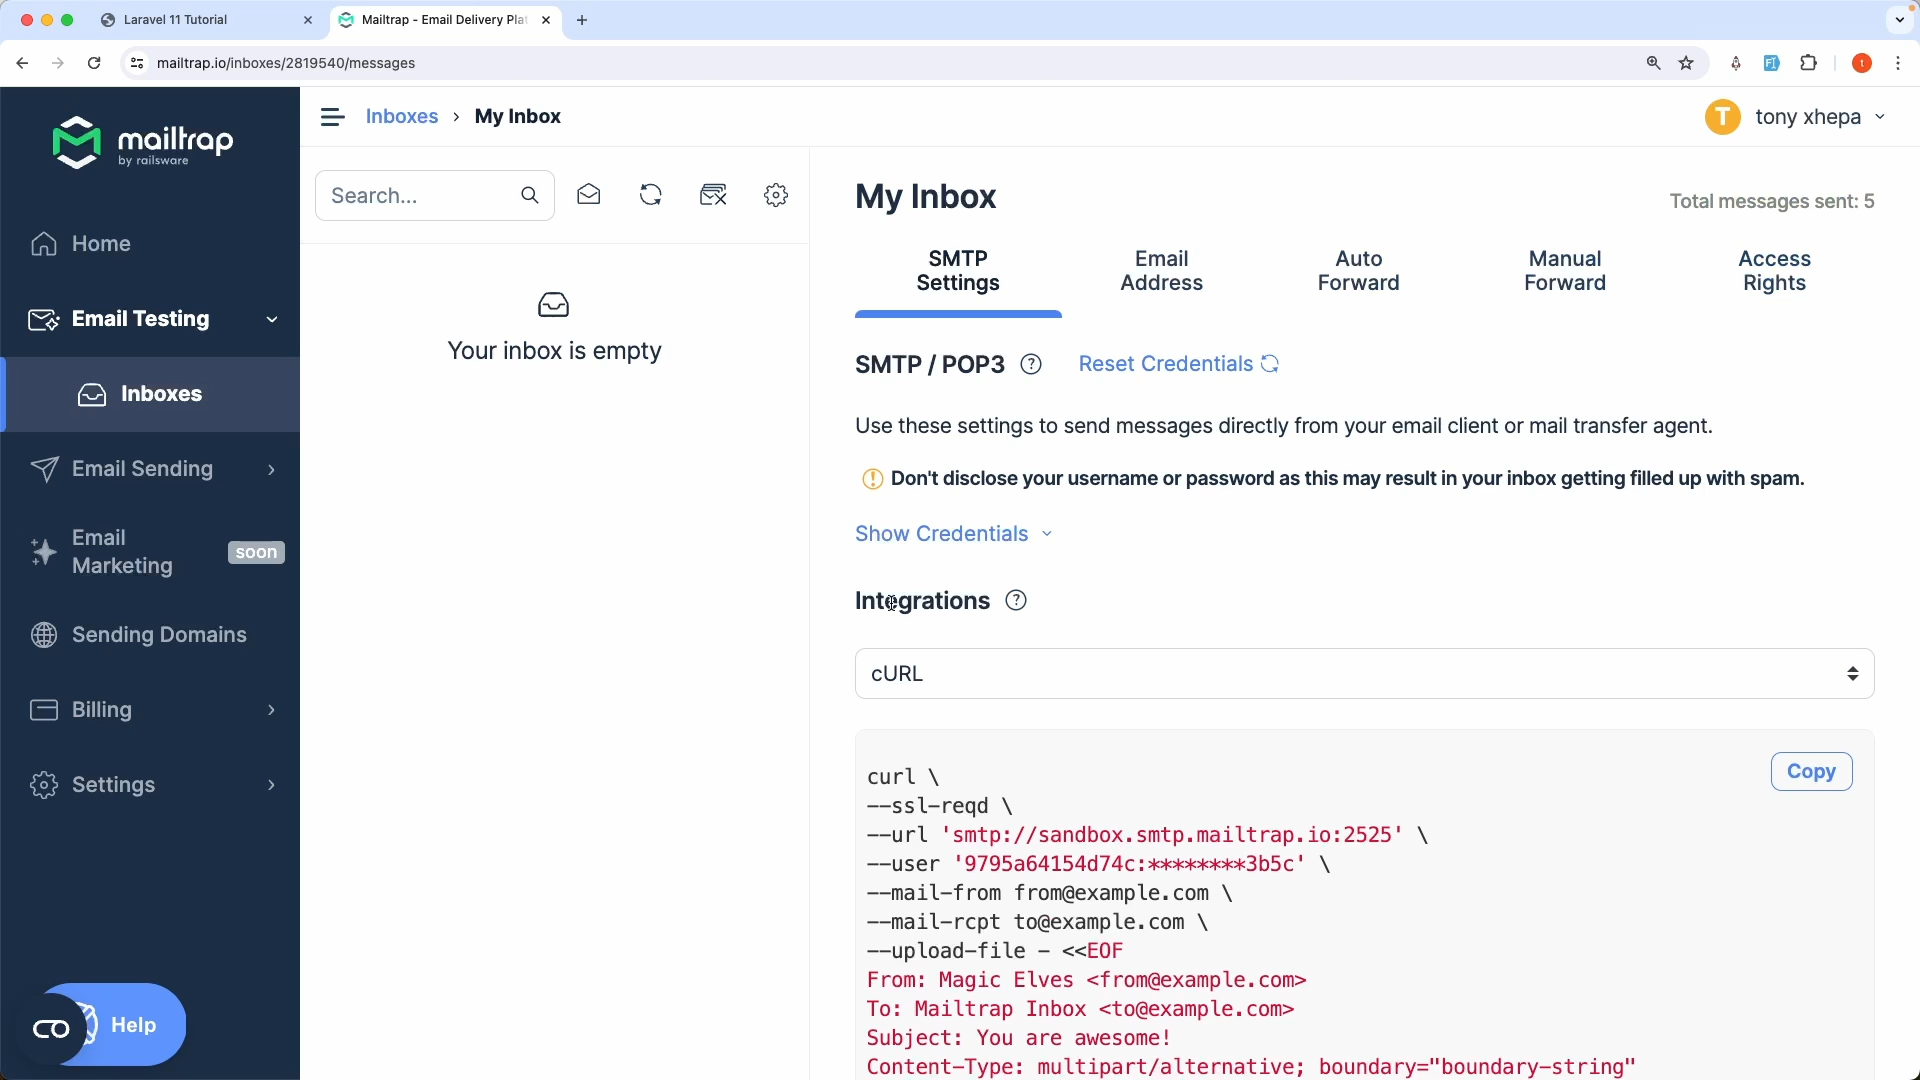 Laravel 11 Tutorial
Mailtrap - Email Delivery Pla
mailtrap.io/inboxes/2819540/messages
t
mailtrap
by railsware
Home
Email Testing
Inboxes
Email Sending
Email
Marketing
soon
Sending Domains
Billing
Settings
Help
Inboxes › My Inbox
T
tony xhepa
Search...
Your inbox is empty
My Inbox
Total messages sent: 5
SMTP
Settings
Email
Address
Auto
Forward
Manual
Forward
Access
Rights
SMTP / POP3
Reset Credentials
Use these settings to send messages directly from your email client or mail transfer agent.
Don't disclose your username or password as this may result in your inbox getting filled up with spam.
Show Credentials
Integrations
cURL
Copy
curl \
--ssl-reqd \
--url 'smtp://sandbox.smtp.mailtrap.io:2525' \
--user '9795a64154d74c:********3b5c' \
--mail-from from@example.com \
--mail-rcpt to@example.com \
--upload-file - <<EOF
From: Magic Elves <from@example.com>
To: Mailtrap Inbox <to@example.com>
Subject: You are awesome!
Content-Type: multipart/alternative; boundary="boundary-string"